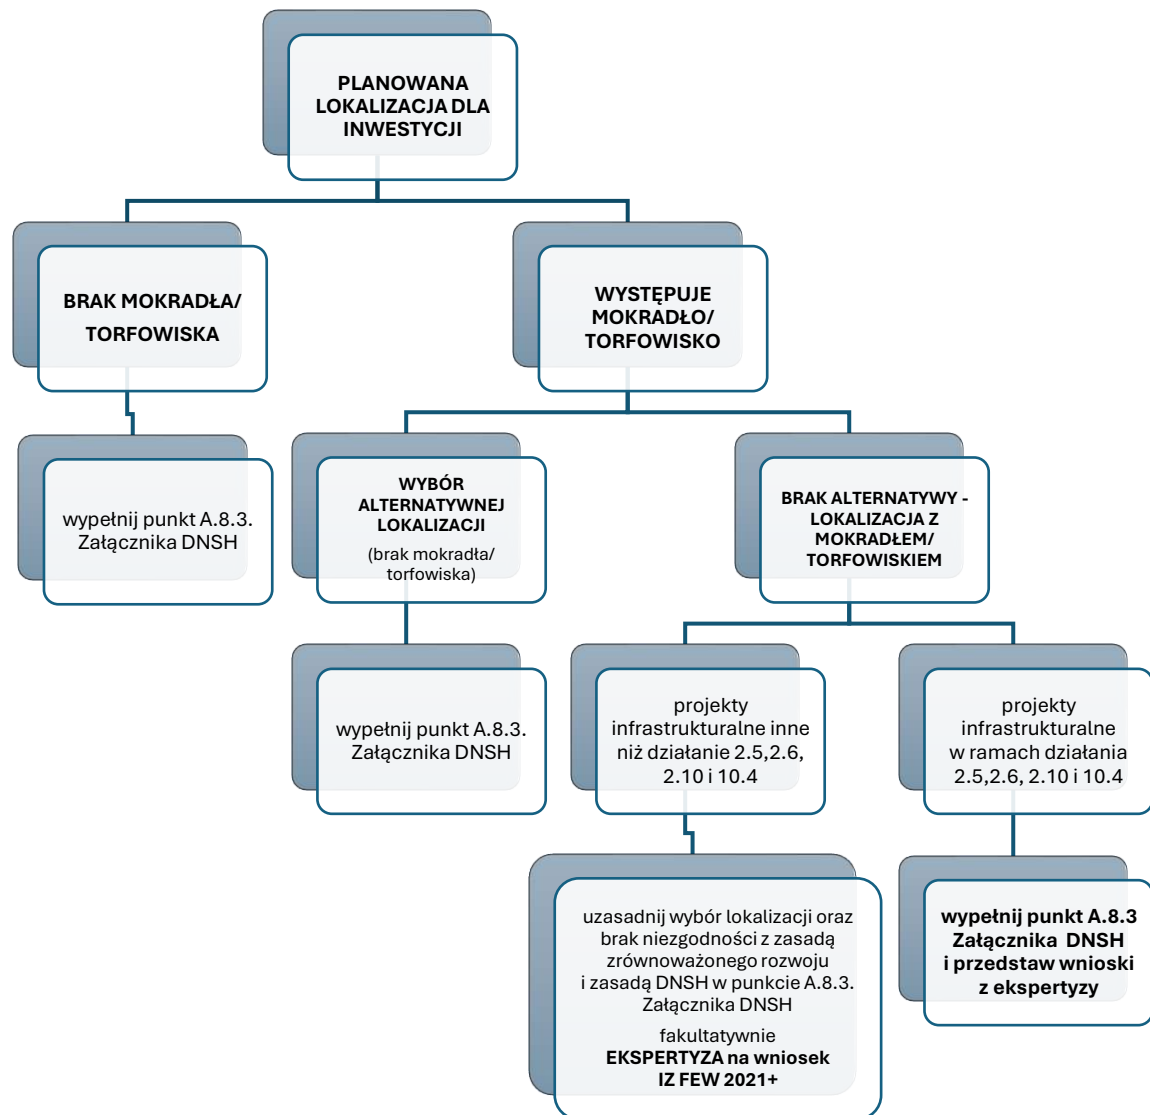 PLANOWANA
LOKALIZACJA DLA
INWESTYCJI
BRAK MOKRADŁA/
TORFOWISKA
WYSTĘPUJE
MOKRADŁO/
TORFOWISKO
wypełnij punkt A.8.3.
Załącznika DNSH
WYBÓR
ALTERNATYWNEJ
LOKALIZACJI
(brak mokradła/
torfowiska)
BRAK ALTERNATYWY -
LOKALIZACJA Z
MOKRADŁEM/
TORFOWISKIEM
wypełnij punkt A.8.3.
Załącznika DNSH
projekty
infrastrukturalne inne
niż działanie 2.5,2.6,
2.10 i 10.4
projekty
infrastrukturalne
w ramach działania
2.5,2.6, 2.10 i 10.4
uzasadnij wybór lokalizacji oraz
brak niezgodności z zasadą
zrównoważonego rozwoju
i zasadą DNSH w punkcie A.8.3.
Załącznika DNSH
fakultatywnie
EKSPERTYZA na wniosek
IZ FEW 2021+
wypełnij punkt A.8.3
Załącznika DNSH
i przedstaw wnioski
z ekspertyzy